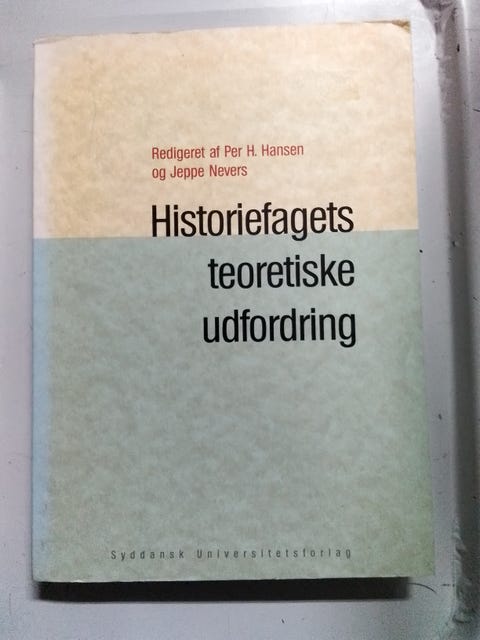 Redigeret af Per H. Hansen
og Jeppe Nevers
Historiefagets
teoretiske
udfordring
Syddansk Universitetsforlag